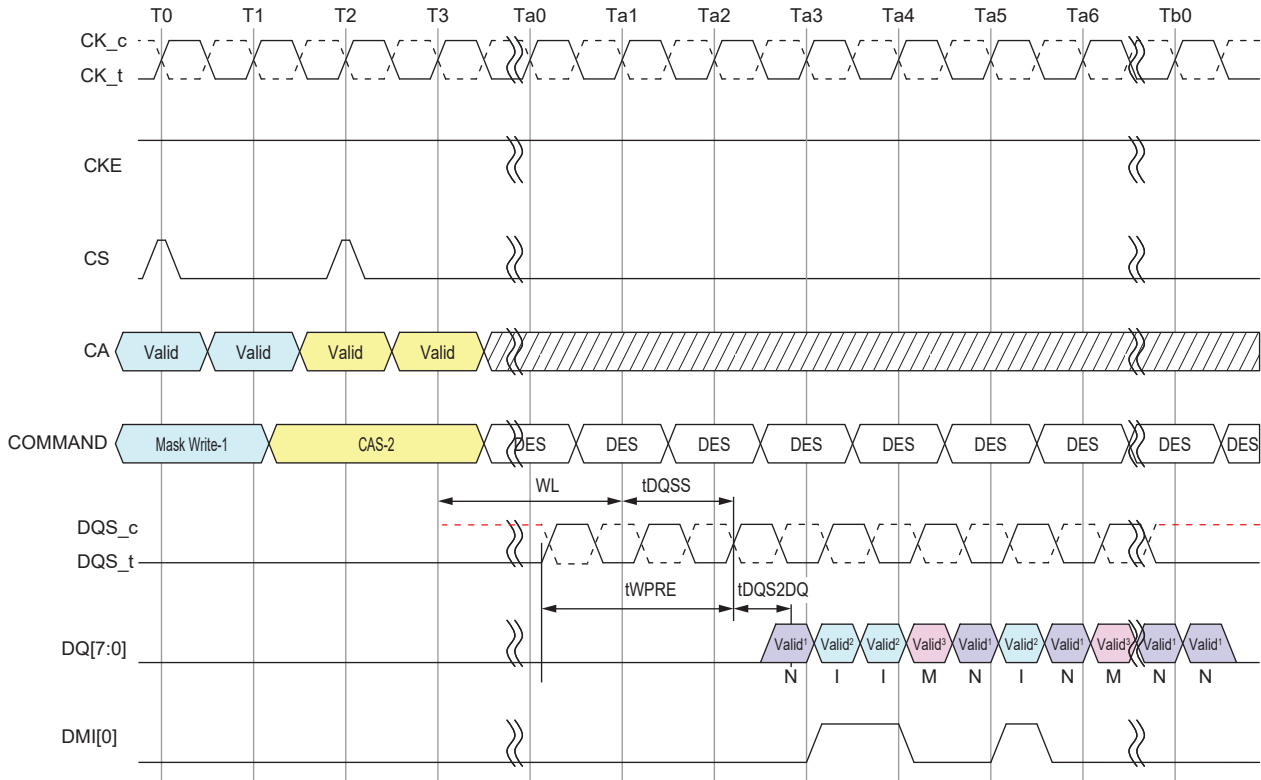 T0 T1 T2 T3 Ta0 Ta1 Ta2 Ta3 Ta4 Ta5 Ta6 Tb0
CK_c
CK_t
CKE
CS
CA Valid Valid Valid Valid
COMMAND Mask Write-1 CAS-2 DES DES DES DES DES DES DES DES DES
WL tDQSS
DQS_c
DQS_t
tWPRE tDQS2DQ
DQ[7:0] Valid¹ Valid² Valid² Valid³ Valid¹ Valid² Valid¹ Valid³ Valid¹ Valid¹
N I I M N I N M N N
DMI[0]